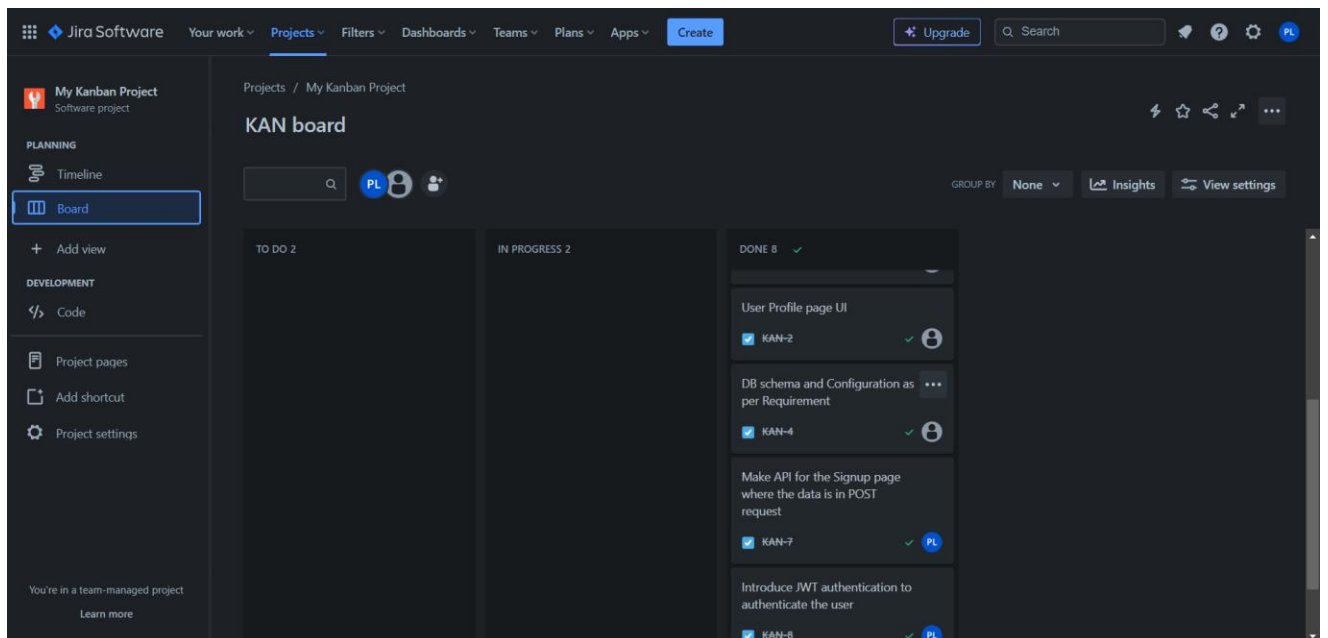 Jira Software
Your work
Projects
Filters
Dashboards
Teams
Plans
Apps
Create
Upgrade
Search
PL
My Kanban Project
Software project
PLANNING
Timeline
Board
Add view
DEVELOPMENT
Code
Project pages
Add shortcut
Project settings
You're in a team-managed project
Learn more
Projects / My Kanban Project
KAN board
PL
GROUP BY
None
Insights
View settings
TO DO 2
IN PROGRESS 2
DONE 8
User Profile page UI
KAN-2
DB schema and Configuration as
per Requirement
KAN-4
Make API for the Signup page
where the data is in POST
request
KAN-7
PL
Introduce JWT authentication to
authenticate the user
KAN-8
PL